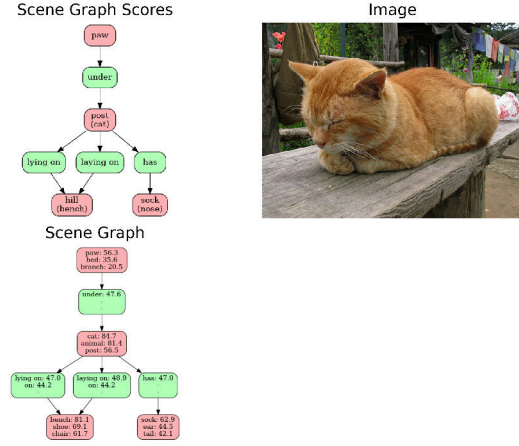 Scene Graph Scores
Image
paw
under
post
(cat)
lying on
laying on
has
hill
(bench)
sock
(nose)
Scene Graph
paw: 56.3
bed: 35.6
branch: 20.5
under: 47.6
cat: 84.7
animal: 81.4
post: 56.5
lying on: 47.0
on: 44.2
laying on: 48.9
on: 44.2
has: 47.0
bench: 81.1
shoe: 69.1
chair: 61.7
sock: 62.9
ear: 44.5
tail: 42.1